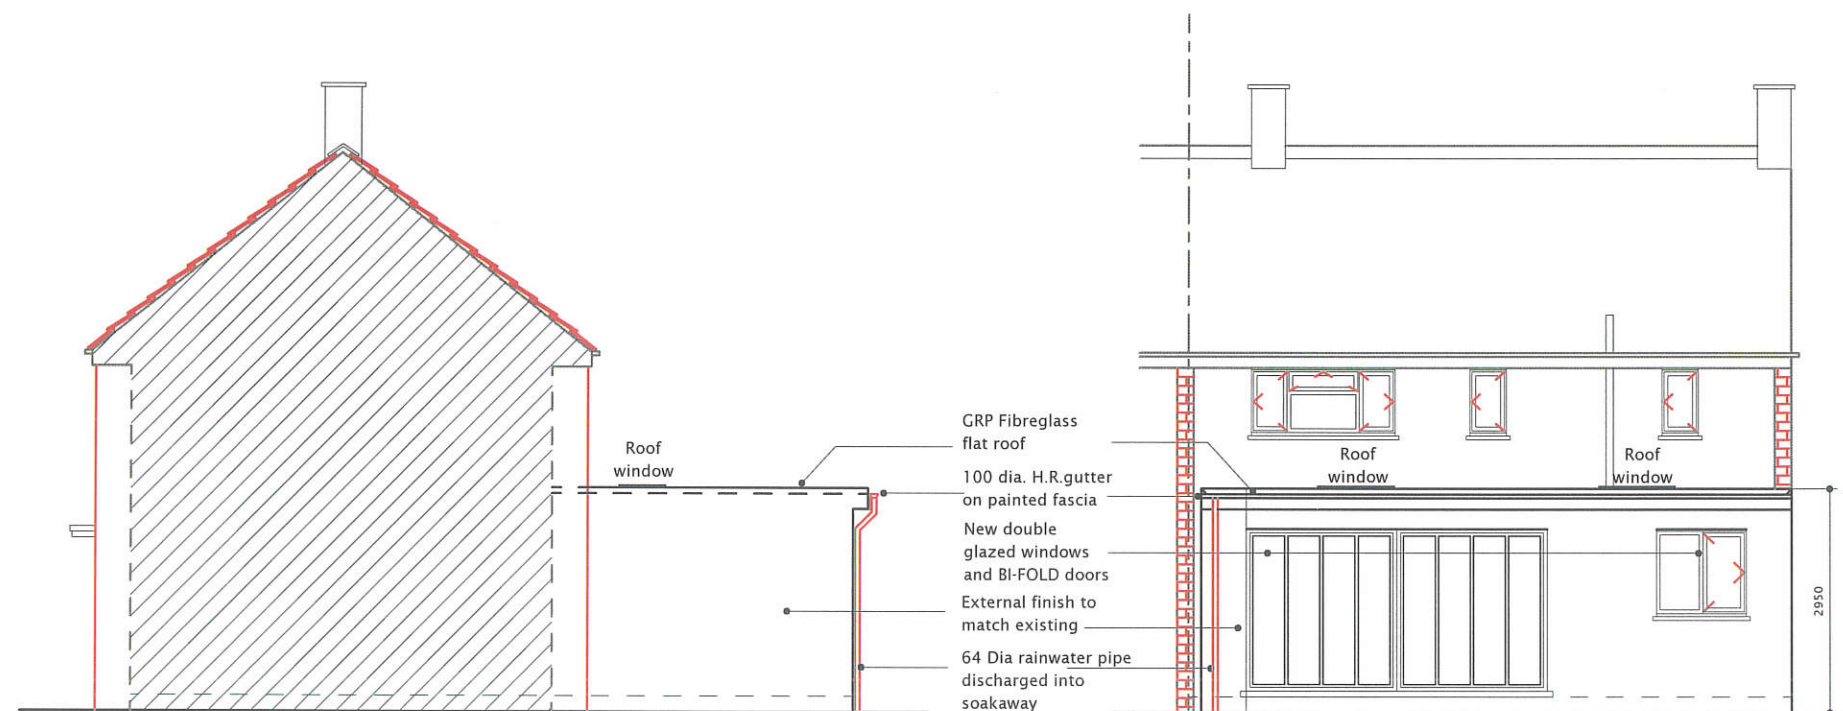 Roof
window
GRP Fibreglass
flat roof
100 dia. H.R.gutter
on painted fascia
New double
glazed windows
and BI-FOLD doors
External finish to
match existing
64 Dia rainwater pipe
discharged into
soakaway
Roof
window
Roof
window
2950